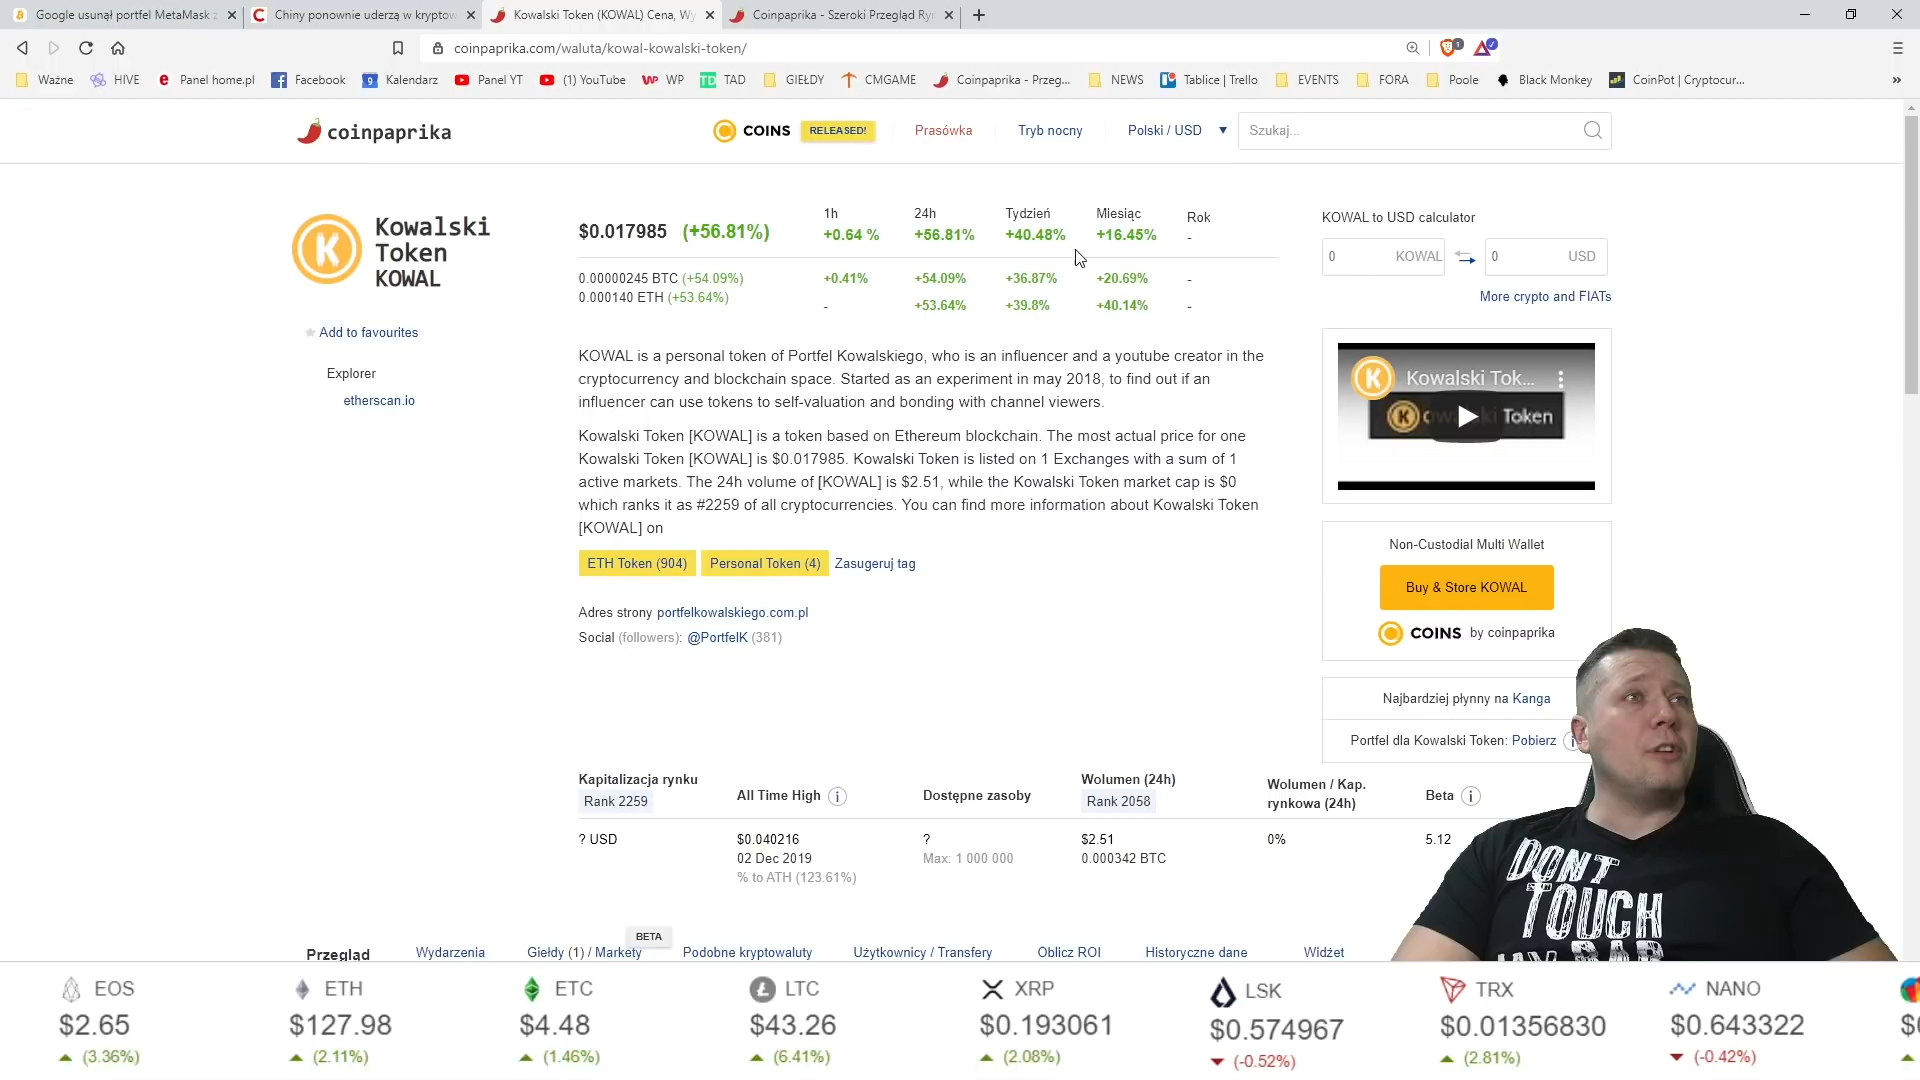 Google usunął portfel MetaMask z
Chiny ponownie uderzą w kryptow
Kowalski Token (KOWAL) Cena, Wy
Coinpaprika - Szeroki Przegląd Ryn
coinpaprika.com/waluta/kowal-kowalski-token/
Ważne
HIVE
Panel home.pl
Facebook
Kalendarz
Panel YT
(1) YouTube
WP
TAD
GIEŁDY
CMGAME
Coinpaprika - Przeg...
NEWS
Tablice | Trello
EVENTS
FORA
Poole
Black Monkey
CoinPot | Cryptocur...
coinpaprika
COINS
RELEASED!
Prasówka
Tryb nocny
Polski / USD
Szukaj...
Kowalski
Token
KOWAL
Add to favourites
Explorer
etherscan.io
$0.017985 (+56.81%)
1h 24h Tydzień Miesiąc Rok
+0.64 % +56.81% +40.48% +16.45% -
0.00000245 BTC (+54.09%) +0.41% +54.09% +36.87% +20.69% -
0.000140 ETH (+53.64%) - +53.64% +39.8% +40.14% -
KOWAL is a personal token of Portfel Kowalskiego, who is an influencer and a youtube creator in the
cryptocurrency and blockchain space. Started as an experiment in may 2018, to find out if an
influencer can use tokens to self-valuation and bonding with channel viewers.
Kowalski Token [KOWAL] is a token based on Ethereum blockchain. The most actual price for one
Kowalski Token [KOWAL] is $0.017985. Kowalski Token is listed on 1 Exchanges with a sum of 1
active markets. The 24h volume of [KOWAL] is $2.51, while the Kowalski Token market cap is $0
which ranks it as #2259 of all cryptocurrencies. You can find more information about Kowalski Token
[KOWAL] on
ETH Token (904) Personal Token (4) Zasugeruj tag
Adres strony portfelkowalskiego.com.pl
Social (followers): @PortfelK (381)
KOWAL to USD calculator
0 KOWAL 0 USD
More crypto and FIATs
Kowalski Tok...
Token
Non-Custodial Multi Wallet
Buy & Store KOWAL
COINS by coinpaprika
Najbardziej płynny na Kanga
Portfel dla Kowalski Token: Pobierz
Kapitalizacja rynku
Rank 2259
? USD
All Time High
$0.040216
02 Dec 2019
% to ATH (123.61%)
Dostępne zasoby
?
Max: 1 000 000
Wolumen (24h)
Rank 2058
$2.51
0.000342 BTC
Wolumen / Kap.
rynkowa (24h)
0%
Beta
5.12
BETA
Przegląd
Wydarzenia
Giełdy (1) / Markety
Podobne kryptowaluty
Użytkownicy / Transfery
Oblicz ROI
Historyczne dane
Widżet
DONT
TOUCH
EOS
$2.65
(3.36%)
ETH
$127.98
(2.11%)
ETC
$4.48
(1.46%)
LTC
$43.26
(6.41%)
XRP
$0.193061
(2.08%)
LSK
$0.574967
(-0.52%)
TRX
$0.01356830
(2.81%)
NANO
$0.643322
(-0.42%)